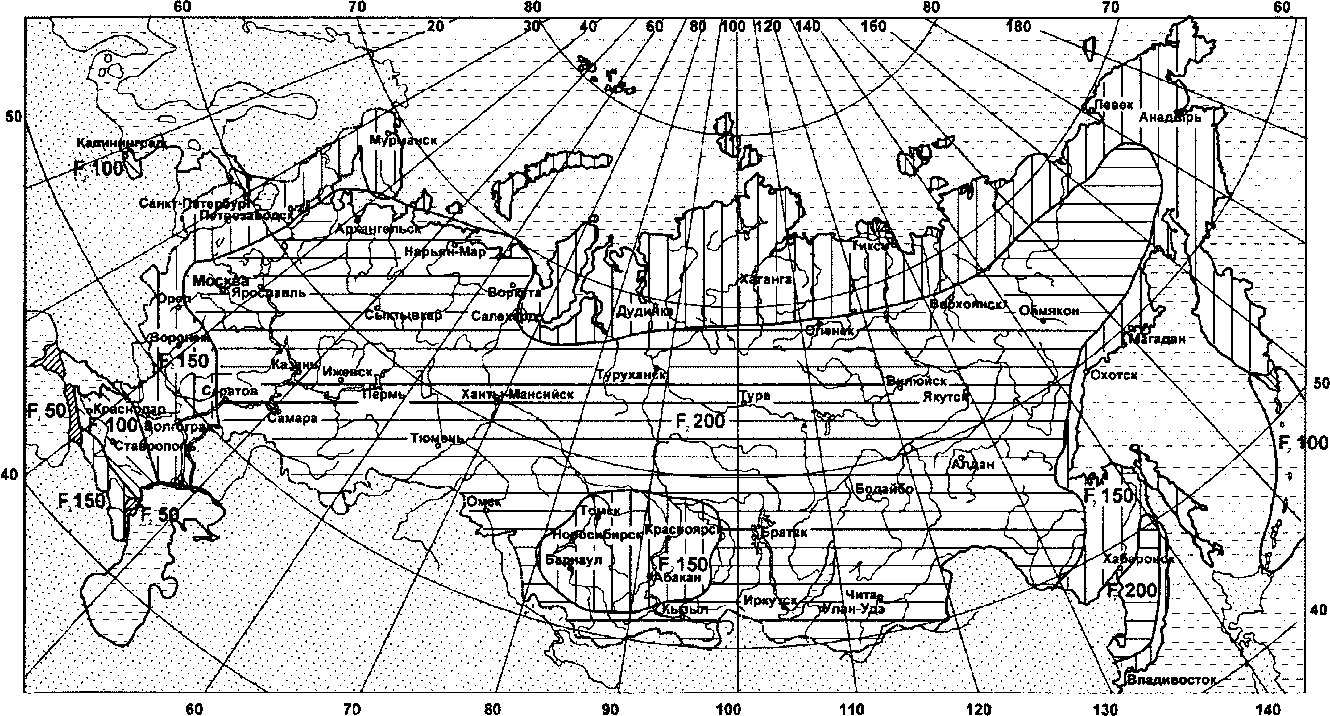 60 70 80 80 70 60
20 30 40 60 80 100 120 140 160 180
50
Певек
Анадырь
Калининград
F 100
Мурманск
Санкт-Петербург
Петрозаводск
Архангельск
Нарьян-Мар
Тикси
Москва
Ярославль
Орел
Воркута
Хатанга
Сыктывкар
Салехард
Дудинка
Оленек
Верхоянск
Оймякон
Воронеж
F 150
Магадан
Казань
Ижевск
Пермь
Ханты-Мансийск
Туруханск
Тура
Вилюйск
Якутск
Охотск
50
Саратов
F 50
Краснодар
F 100
Волгоград
Самара
F 200
F 100
Ставрополь
Тюмень
Алдан
40
F 150
F 50
Омск
Томск
Бодайбо
F 150
Новосибирск
Красноярск
Братск
Барнаул
F 150
Абакан
Хабаровск
F 200
Кызыл
Иркутск
Чита
Улан-Удэ
40
Владивосток
60 70 80 90 100 110 120 130 140